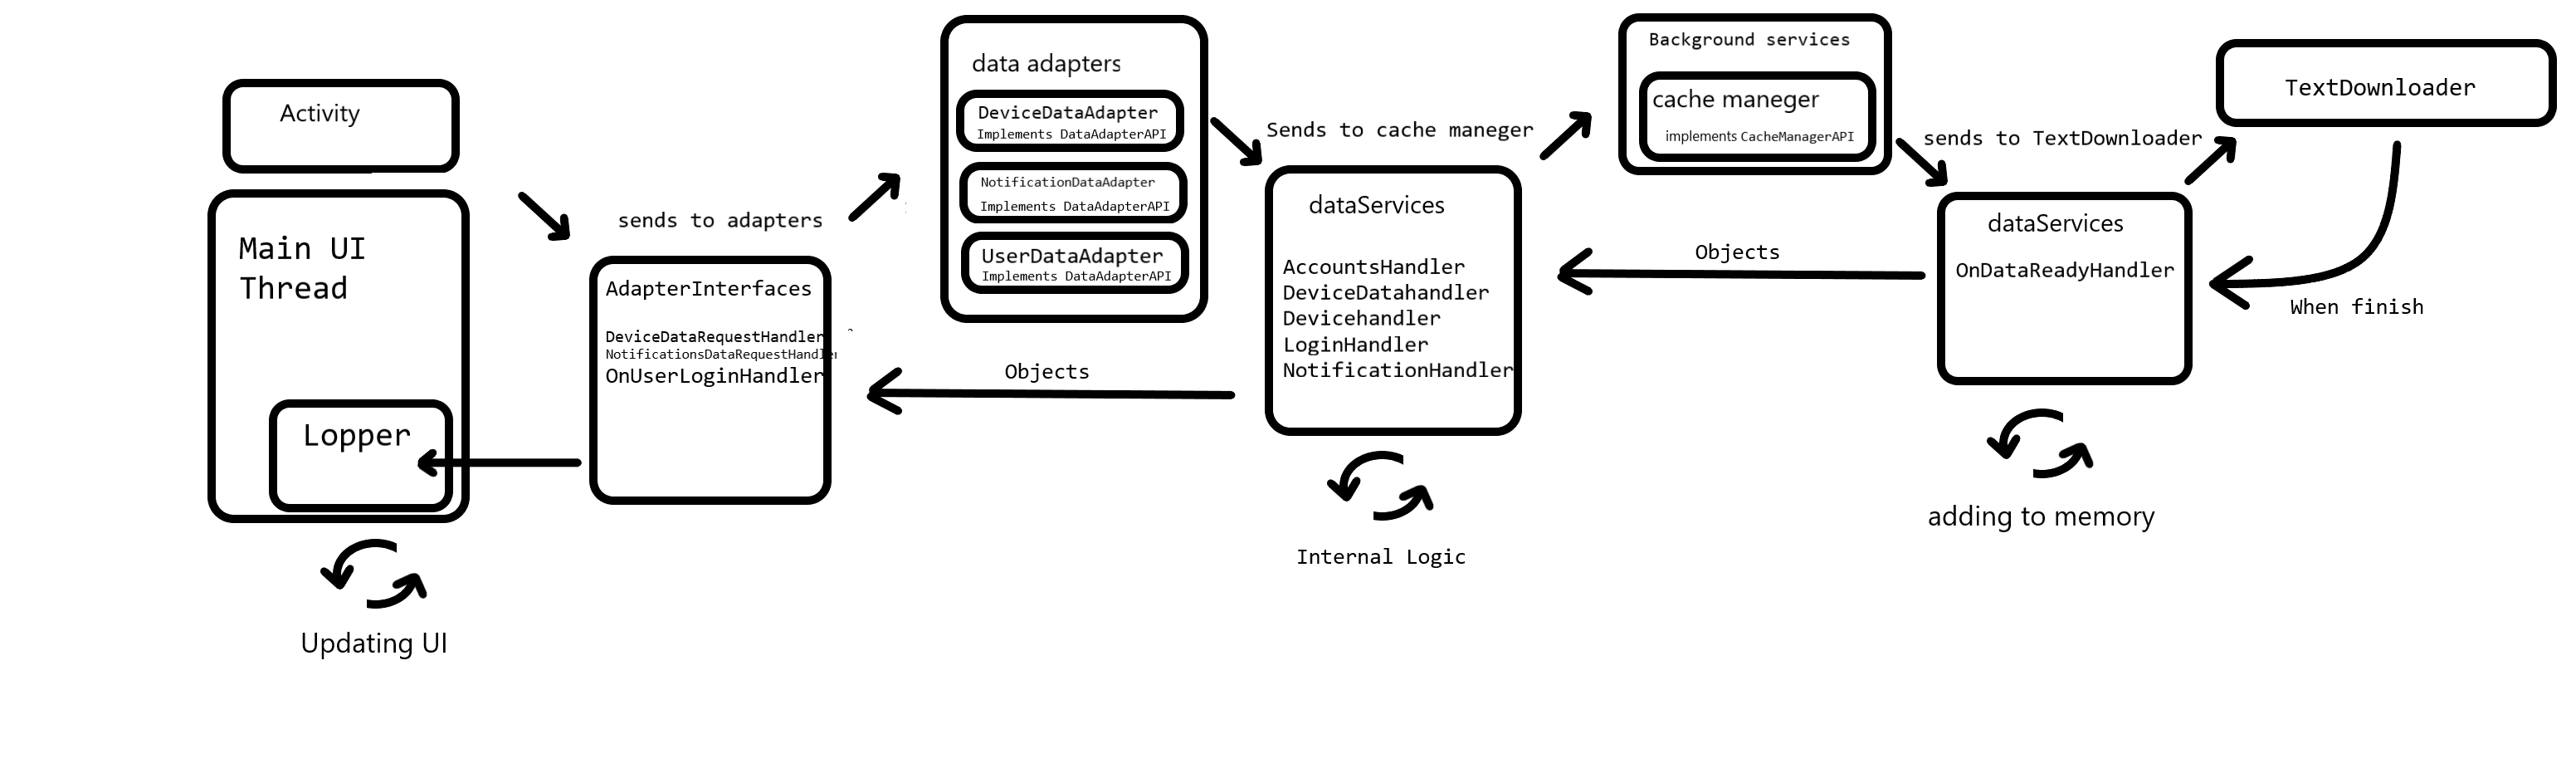 Activity
Main UI
Thread
Lopper
Updating UI
sends to adapters
AdapterInterfaces
DeviceDataRequestHandler
NotificationsDataRequestHandler
OnUserLoginHandler
data adapters
DeviceDataAdapter
Implements DataAdapterAPI
NotificationDataAdapter
Implements DataAdapterAPI
UserDataAdapter
Implements DataAdapterAPI
Objects
Sends to cache maneger
dataServices
AccountsHandler
DeviceDatahandler
Devicehandler
LoginHandler
NotificationHandler
Internal Logic
Background services
cache maneger
implements CacheManagerAPI
Objects
sends to TextDownloader
dataServices
OnDataReadyHandler
adding to memory
TextDownloader
When finish